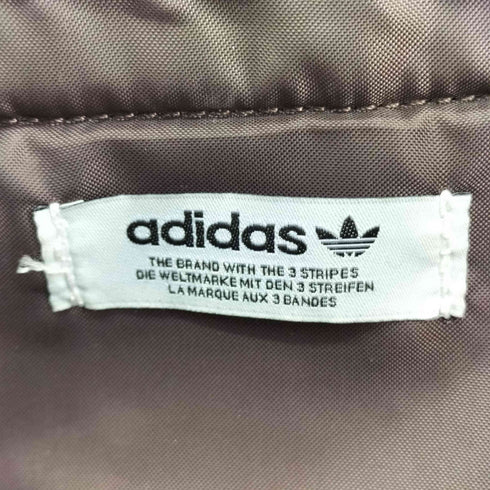 adidas
THE BRAND WITH THE 3 STRIPES
DIE WELTMARKE MIT DEN 3 STREIFEN
LA MARQUE AUX 3 BANDES